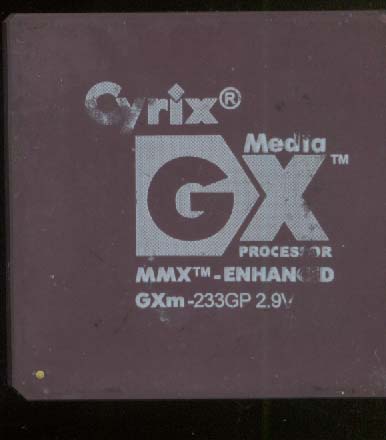 Cyrix®
Media
GX™
PROCESSOR
MMX™-ENHANCED
GXm-233GP 2.9V